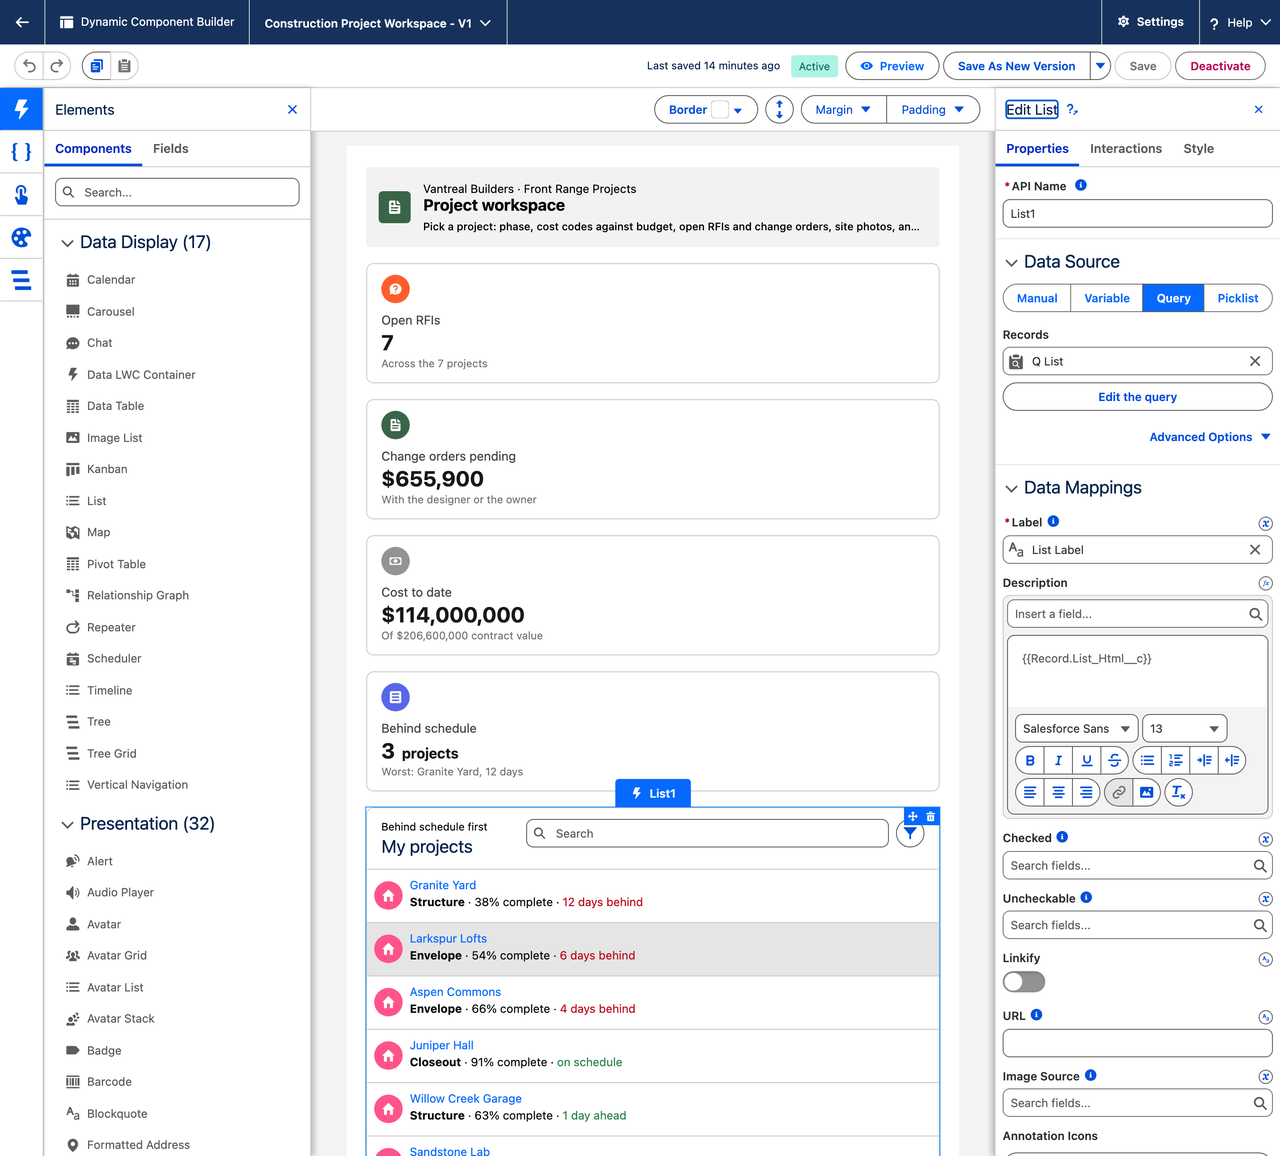 Dynamic Component Builder
Construction Project Workspace - V1
Settings
? Help
Last saved 14 minutes ago
Active
Preview
Save As New Version
Save
Deactivate
Elements
Components
Fields
Search...
Data Display (17)
Calendar
Carousel
Chat
Data LWC Container
Data Table
Image List
Kanban
List
Map
Pivot Table
Relationship Graph
Repeater
Scheduler
Timeline
Tree
Tree Grid
Vertical Navigation
Presentation (32)
Alert
Audio Player
Avatar
Avatar Grid
Avatar List
Avatar Stack
Badge
Barcode
Blockquote
Formatted Address
Border
Margin
Padding
Vantreal Builders · Front Range Projects
Project workspace
Pick a project: phase, cost codes against budget, open RFIs and change orders, site photos, an...
Open RFIs
7
Across the 7 projects
Change orders pending
$655,900
With the designer or the owner
Cost to date
$114,000,000
Of $206,600,000 contract value
Behind schedule
3 projects
Worst: Granite Yard, 12 days
List1
Behind schedule first
My projects
Search
Granite Yard
Structure · 38% complete · 12 days behind
Larkspur Lofts
Envelope · 54% complete · 6 days behind
Aspen Commons
Envelope · 66% complete · 4 days behind
Juniper Hall
Closeout · 91% complete · on schedule
Willow Creek Garage
Structure · 63% complete · 1 day ahead
Sandstone Lab
Edit List
Properties
Interactions
Style
* API Name
List1
Data Source
Manual
Variable
Query
Picklist
Records
Q List
Edit the query
Advanced Options
Data Mappings
* Label
List Label
Description
Insert a field...
{{Record.List_Html__c}}
Salesforce Sans
13
B I U S
Checked
Search fields...
Uncheckable
Search fields...
Linkify
URL
Image Source
Search fields...
Annotation Icons